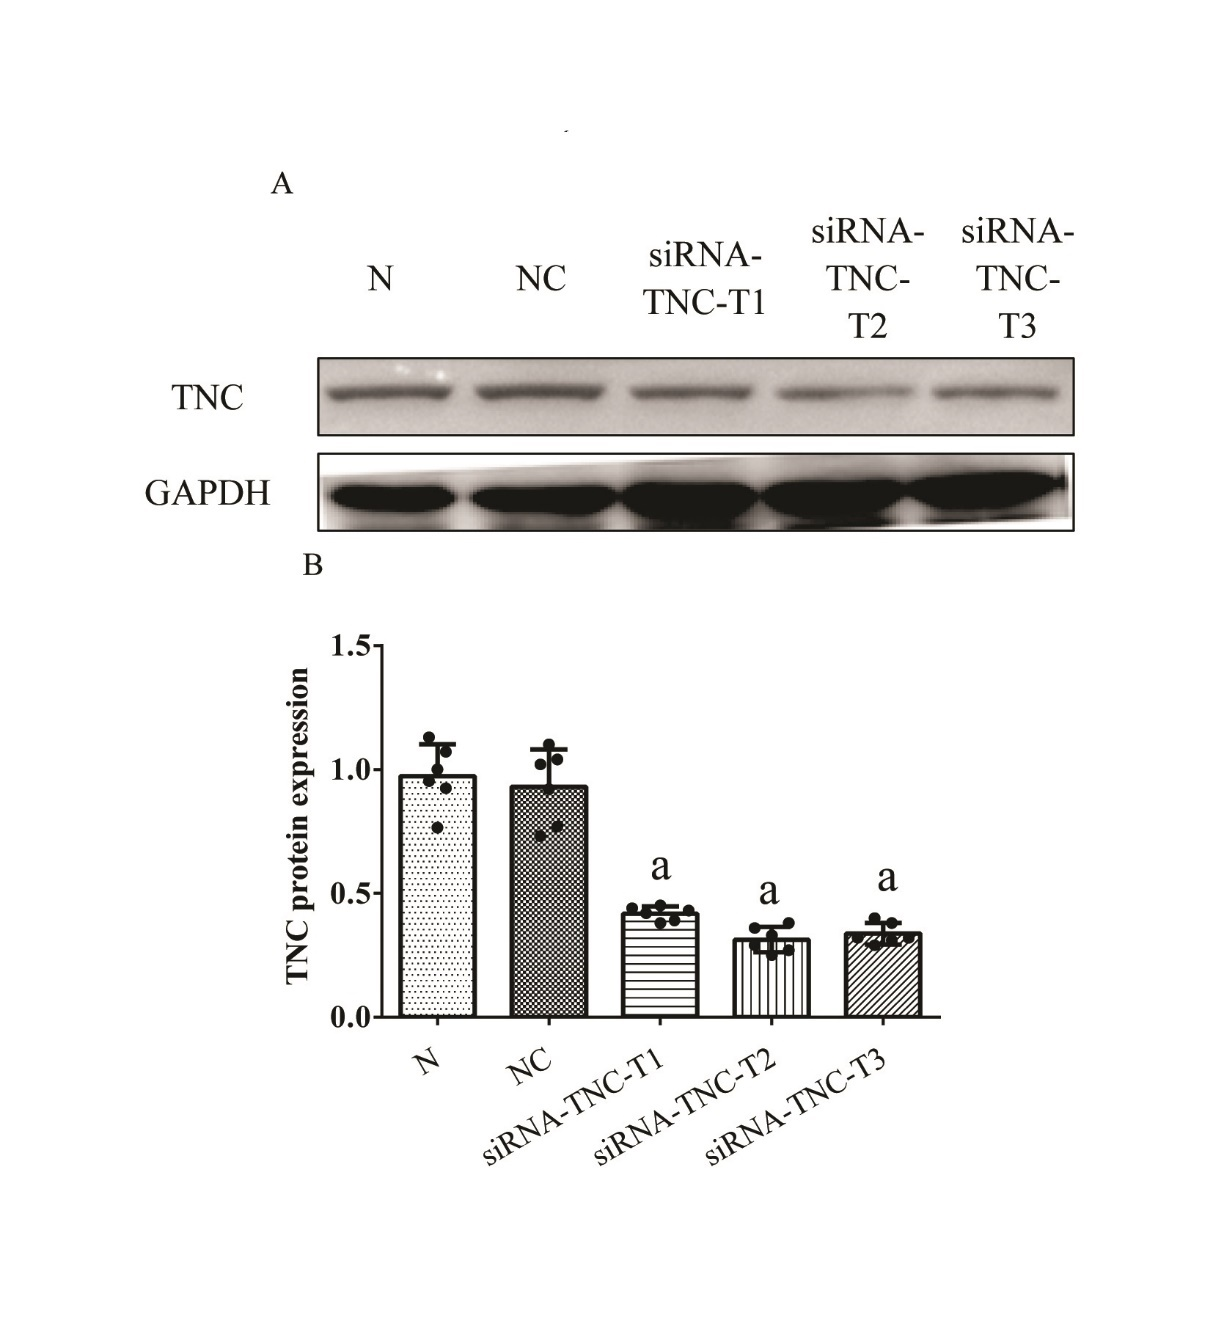 A
N
NC
siRNA-
TNC-T1
siRNA-
TNC-
T2
siRNA-
TNC-
T3
TNC
GAPDH
B
TNC protein expression
1.5
1.0
0.5
0.0
a
a
a
N
NC
siRNA-TNC-T1
siRNA-TNC-T2
siRNA-TNC-T3